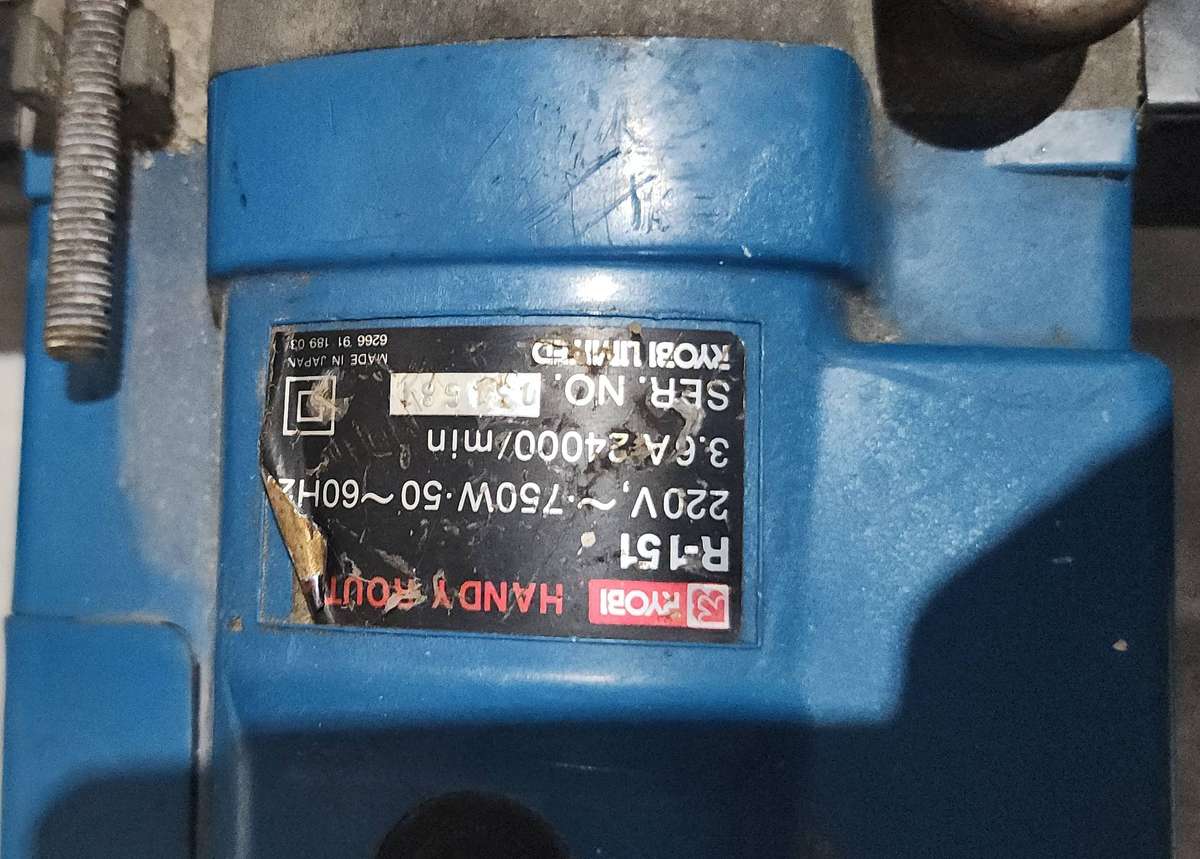 RYOBI HANDY ROUT
R-151
220V, ~·750W·50~60Hz,
3.6A 24000/min
SER. NO.
RYOBI LIMITED
MADE IN JAPAN
6266 91 189 03